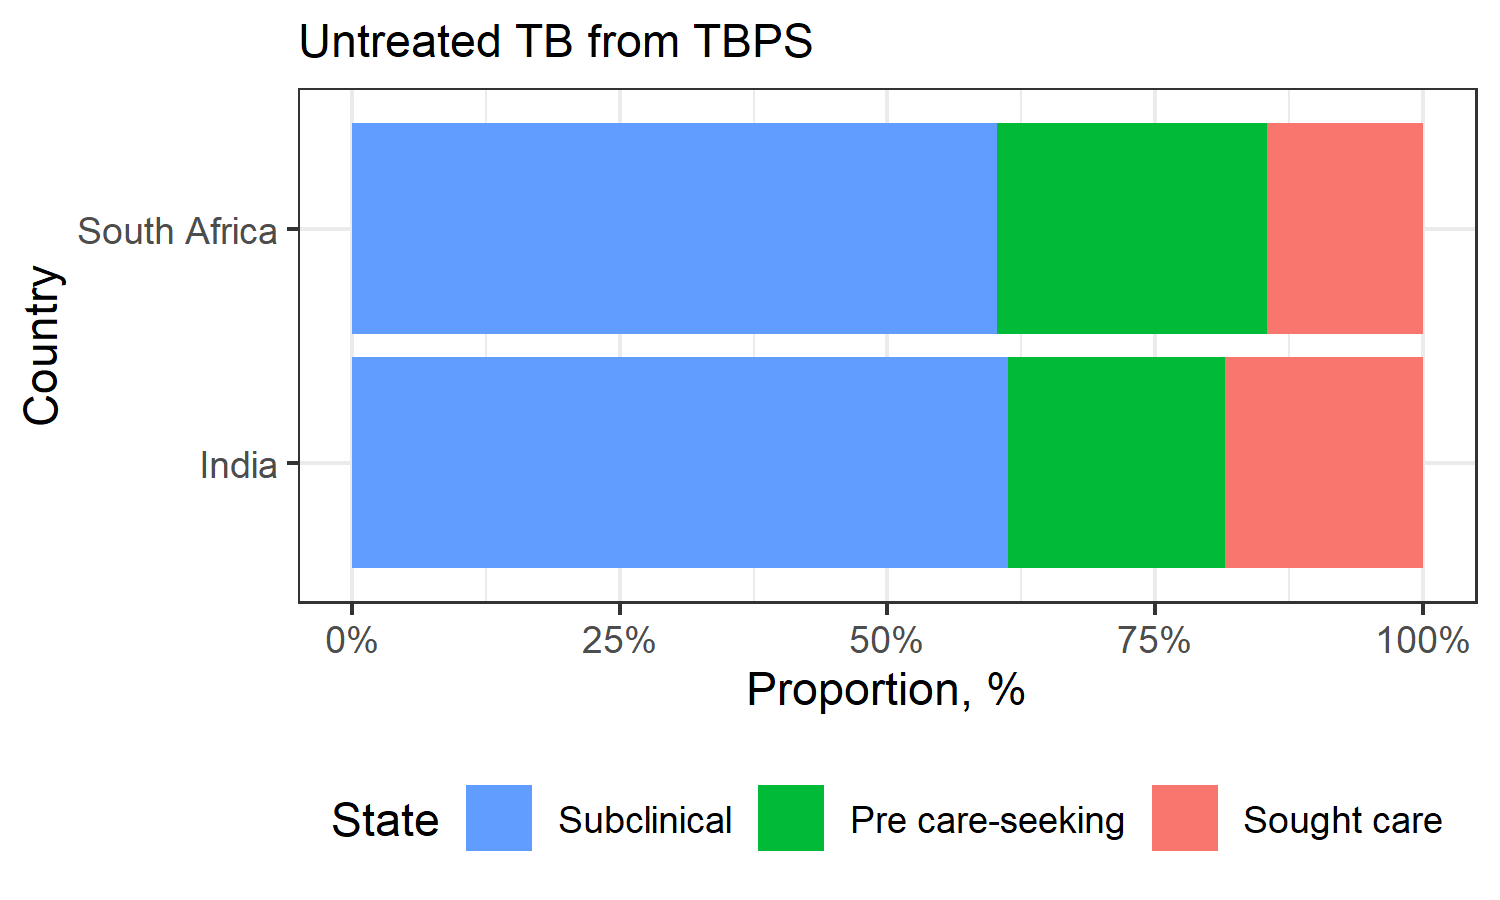 Untreated TB from TBPS
South Africa
India
Country
0% 25% 50% 75% 100%
Proportion, %
State Subclinical Pre care-seeking Sought care